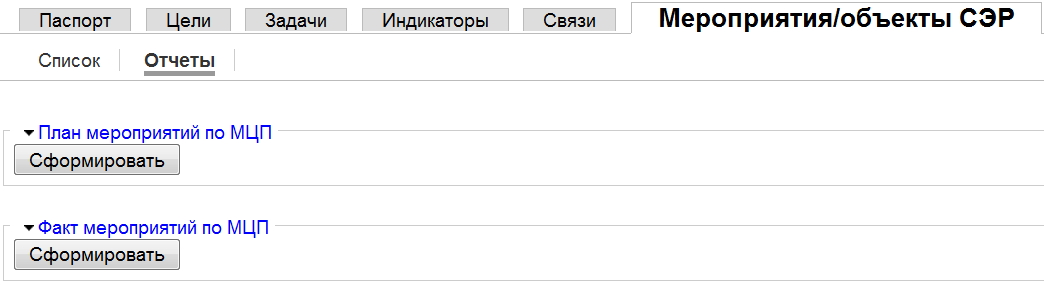 Паспорт Цели Задачи Индикаторы Связи Мероприятия/объекты СЭР
Список Отчеты
План мероприятий по МЦП
Сформировать
Факт мероприятий по МЦП
Сформировать